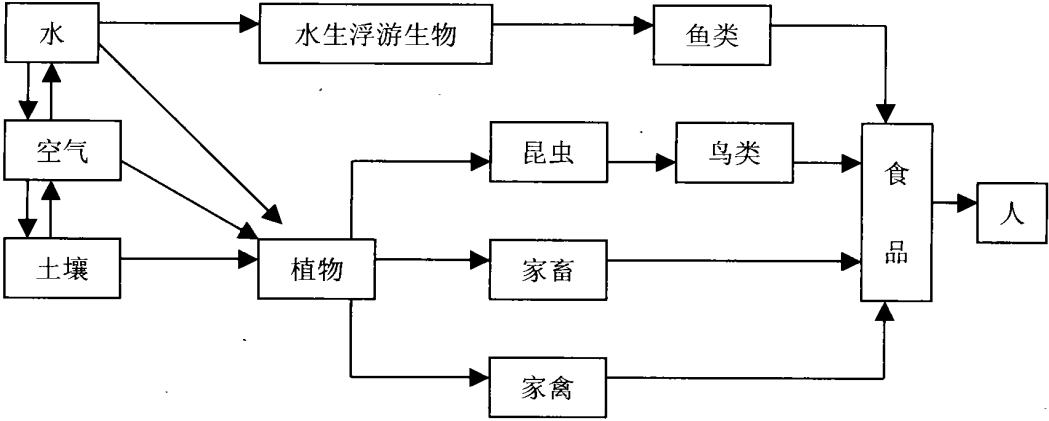 水
水生浮游生物
鱼类
空气
昆虫
鸟类
食
品
人
土壤
植物
家畜
家禽